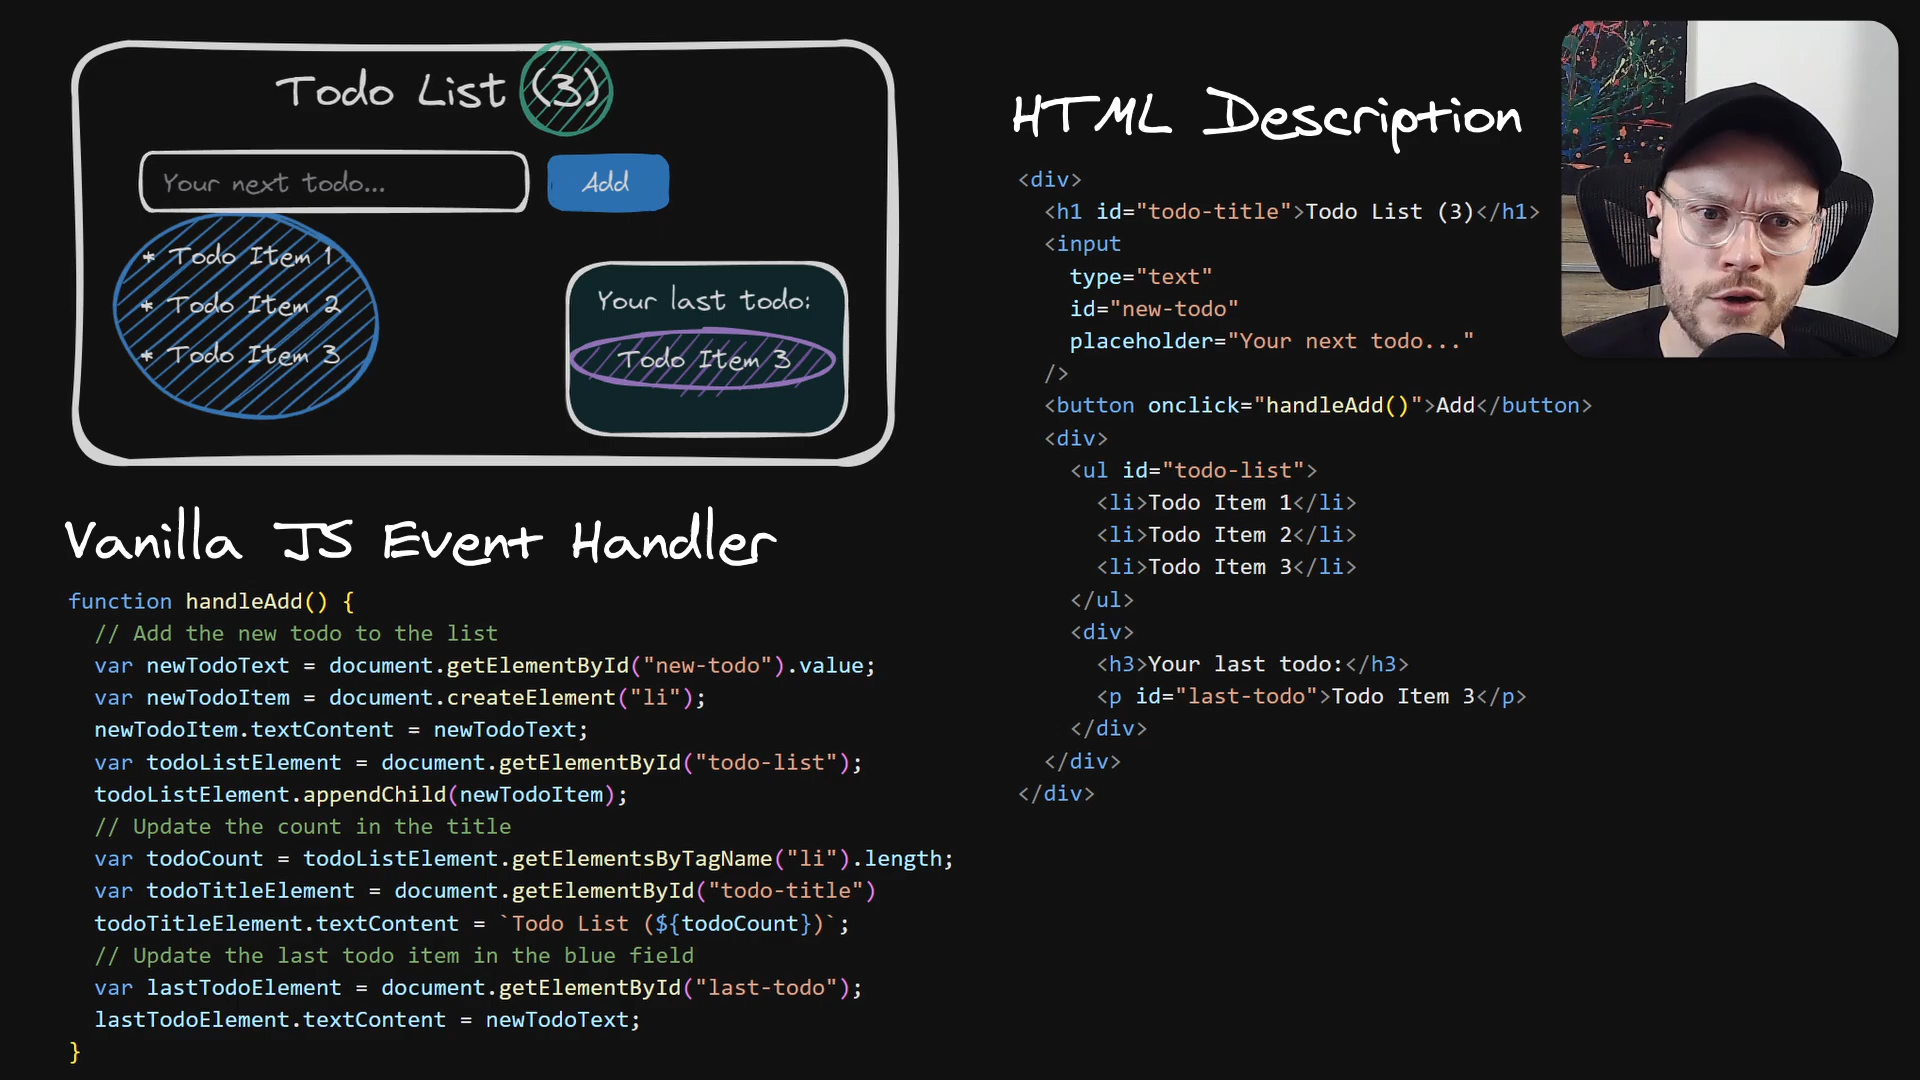 Todo List (3)
Your next todo...
Add
* Todo Item 1
* Todo Item 2
* Todo Item 3
Your last todo:
Todo Item 3
Vanilla JS Event Handler
function handleAdd() {
  // Add the new todo to the list
  var newTodoText = document.getElementById("new-todo").value;
  var newTodoItem = document.createElement("li");
  newTodoItem.textContent = newTodoText;
  var todoListElement = document.getElementById("todo-list");
  todoListElement.appendChild(newTodoItem);
  // Update the count in the title
  var todoCount = todoListElement.getElementsByTagName("li").length;
  var todoTitleElement = document.getElementById("todo-title")
  todoTitleElement.textContent = `Todo List (${todoCount})`;
  // Update the last todo item in the blue field
  var lastTodoElement = document.getElementById("last-todo");
  lastTodoElement.textContent = newTodoText;
}
HTML Description
<div>
  <h1 id="todo-title">Todo List (3)</h1>
  <input
    type="text"
    id="new-todo"
    placeholder="Your next todo..."
  />
  <button onclick="handleAdd()">Add</button>
  <div>
    <ul id="todo-list">
      <li>Todo Item 1</li>
      <li>Todo Item 2</li>
      <li>Todo Item 3</li>
    </ul>
    <div>
      <h3>Your last todo:</h3>
      <p id="last-todo">Todo Item 3</p>
    </div>
  </div>
</div>